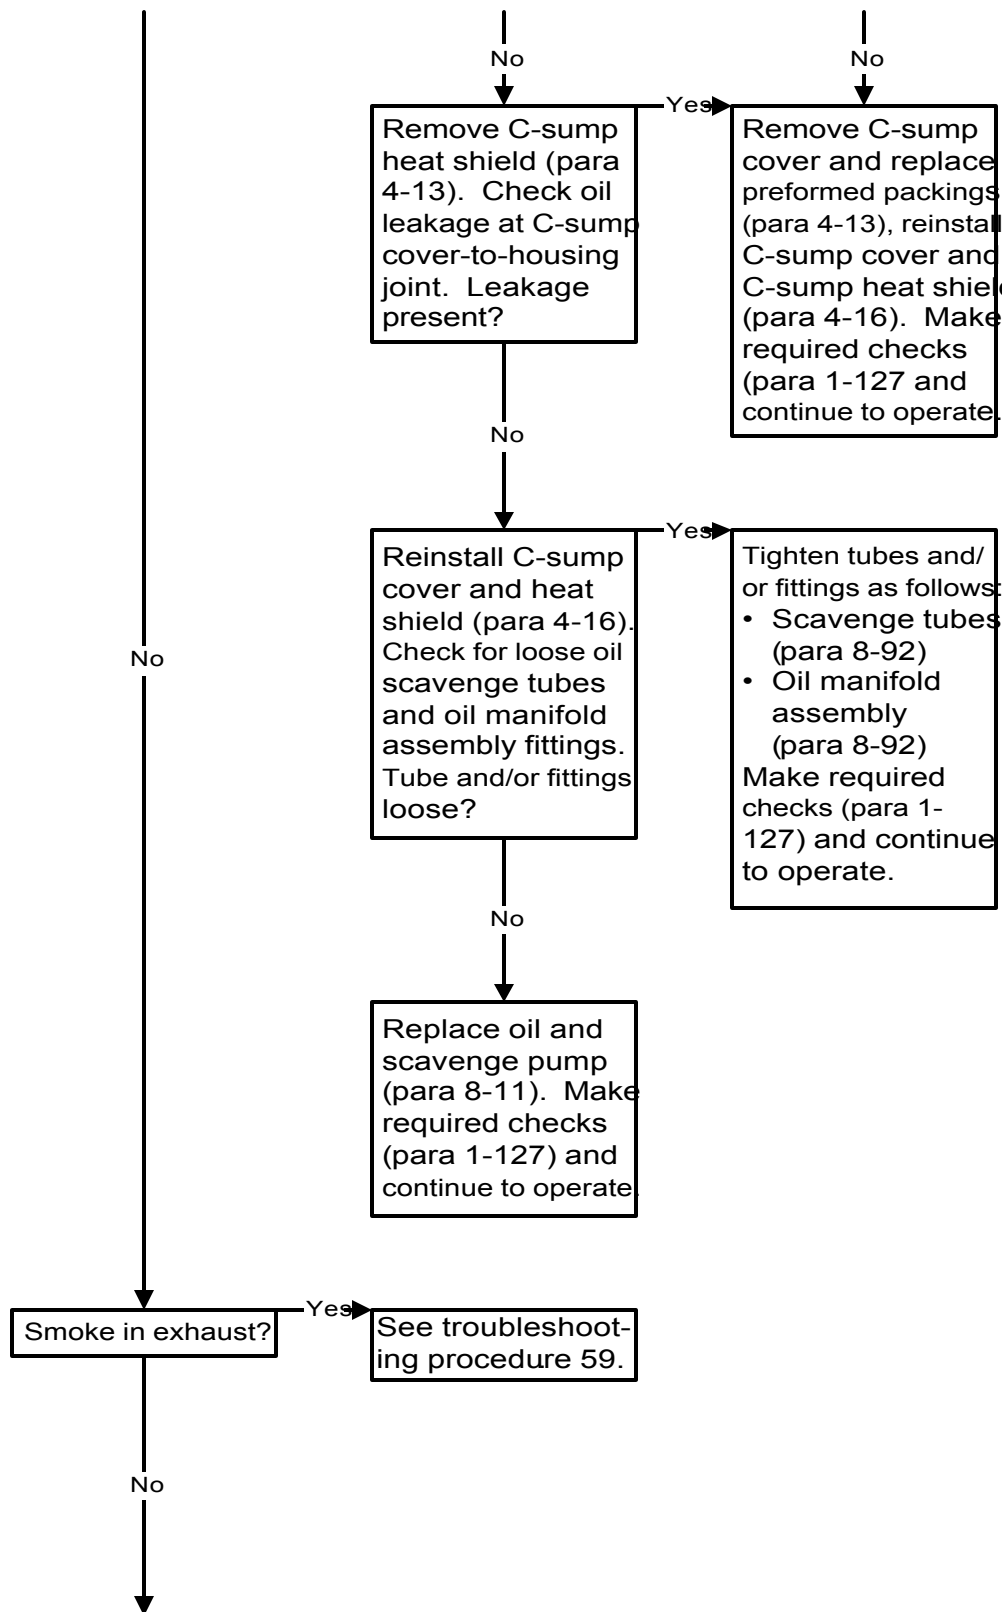 No
No
Remove C-sump
heat shield (para
4-13). Check oil
leakage at C-sump
cover-to-housing
joint. Leakage
present?
Yes
Remove C-sump
cover and replace
preformed packings
(para 4-13), reinstall
C-sump cover and
C-sump heat shield
(para 4-16). Make
required checks
(para 1-127 and
continue to operate.
No
Reinstall C-sump
cover and heat
shield (para 4-16).
Check for loose oil
scavenge tubes
and oil manifold
assembly fittings.
Tube and/or fittings
loose?
Yes
Tighten tubes and/
or fittings as follows:
• Scavenge tubes
(para 8-92)
• Oil manifold
assembly
(para 8-92)
Make required
checks (para 1-
127) and continue
to operate.
No
No
Replace oil and
scavenge pump
(para 8-11). Make
required checks
(para 1-127) and
continue to operate.
Smoke in exhaust?
Yes
See troubleshoot-
ing procedure 59.
No